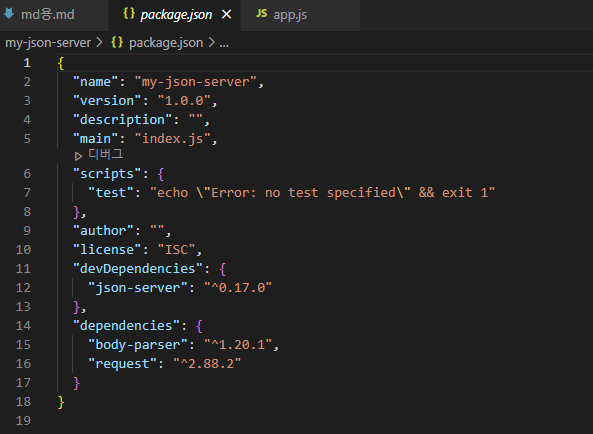 md용.md {} package.json × JS app.js
my-json-server > {} package.json > ...
1 {
2 "name": "my-json-server",
3 "version": "1.0.0",
4 "description": "",
5 "main": "index.js",
디버그
6 "scripts": {
7 "test": "echo \"Error: no test specified\" && exit 1"
8 },
9 "author": "",
10 "license": "ISC",
11 "devDependencies": {
12 "json-server": "^0.17.0"
13 },
14 "dependencies": {
15 "body-parser": "^1.20.1",
16 "request": "^2.88.2"
17 }
18 }
19